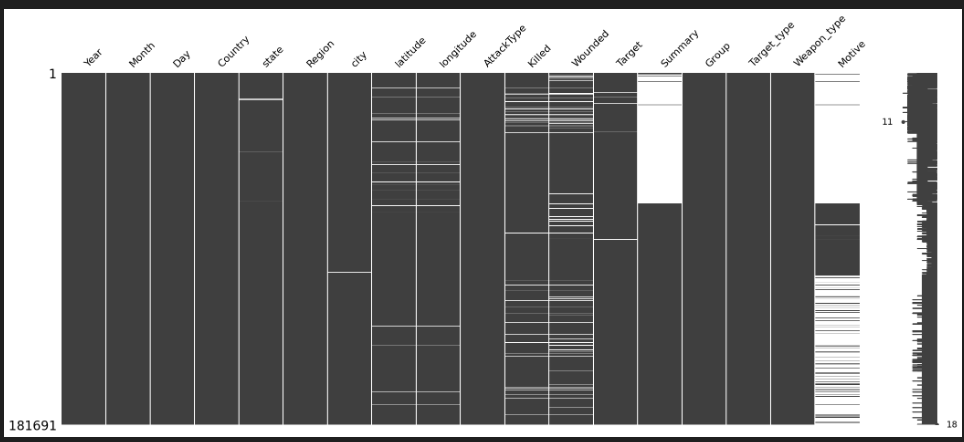 Year
Month
Day
Country
state
Region
city
latitude
longitude
AttackType
Killed
Wounded
Target
Summary
Group
Target_type
Weapon_type
Motive
1
11
181691
18